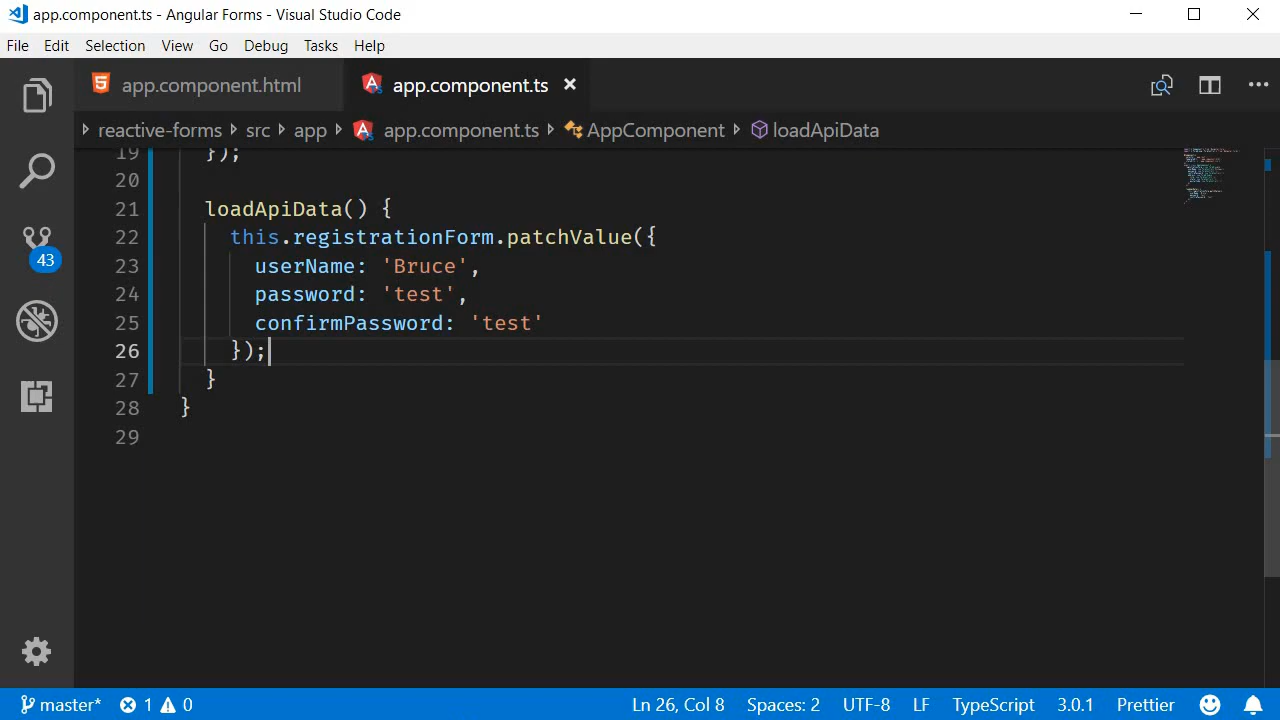 app.component.ts - Angular Forms - Visual Studio Code
File Edit Selection View Go Debug Tasks Help
app.component.html app.component.ts
reactive-forms src app app.component.ts AppComponent loadApiData
19 });
20
21 loadApiData() {
22 this.registrationForm.patchValue({
23 userName: 'Bruce',
24 password: 'test',
25 confirmPassword: 'test'
26 });
27 }
28 }
29
43
master* 1 0 Ln 26, Col 8 Spaces: 2 UTF-8 LF TypeScript 3.0.1 Prettier